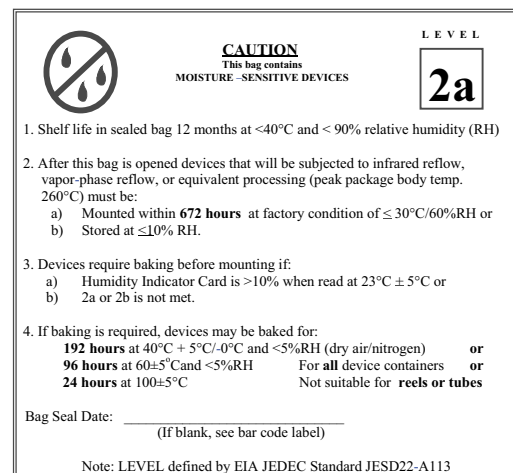 LEVEL
CAUTION
This bag contains
MOISTURE –SENSITIVE DEVICES
2a
1. Shelf life in sealed bag 12 months at <40°C and < 90% relative humidity (RH)
2. After this bag is opened devices that will be subjected to infrared reflow,
vapor-phase reflow, or equivalent processing (peak package body temp.
260°C) must be:
a) Mounted within 672 hours at factory condition of ≤ 30°C/60%RH or
b) Stored at ≤10% RH.
3. Devices require baking before mounting if:
a) Humidity Indicator Card is >10% when read at 23°C ± 5°C or
b) 2a or 2b is not met.
4. If baking is required, devices may be baked for:
192 hours at 40°C + 5°C/-0°C and <5%RH (dry air/nitrogen) or
96 hours at 60±5°Cand <5%RH For all device containers or
24 hours at 100±5°C Not suitable for reels or tubes
Bag Seal Date: ______________________________
(If blank, see bar code label)
Note: LEVEL defined by EIA JEDEC Standard JESD22-A113